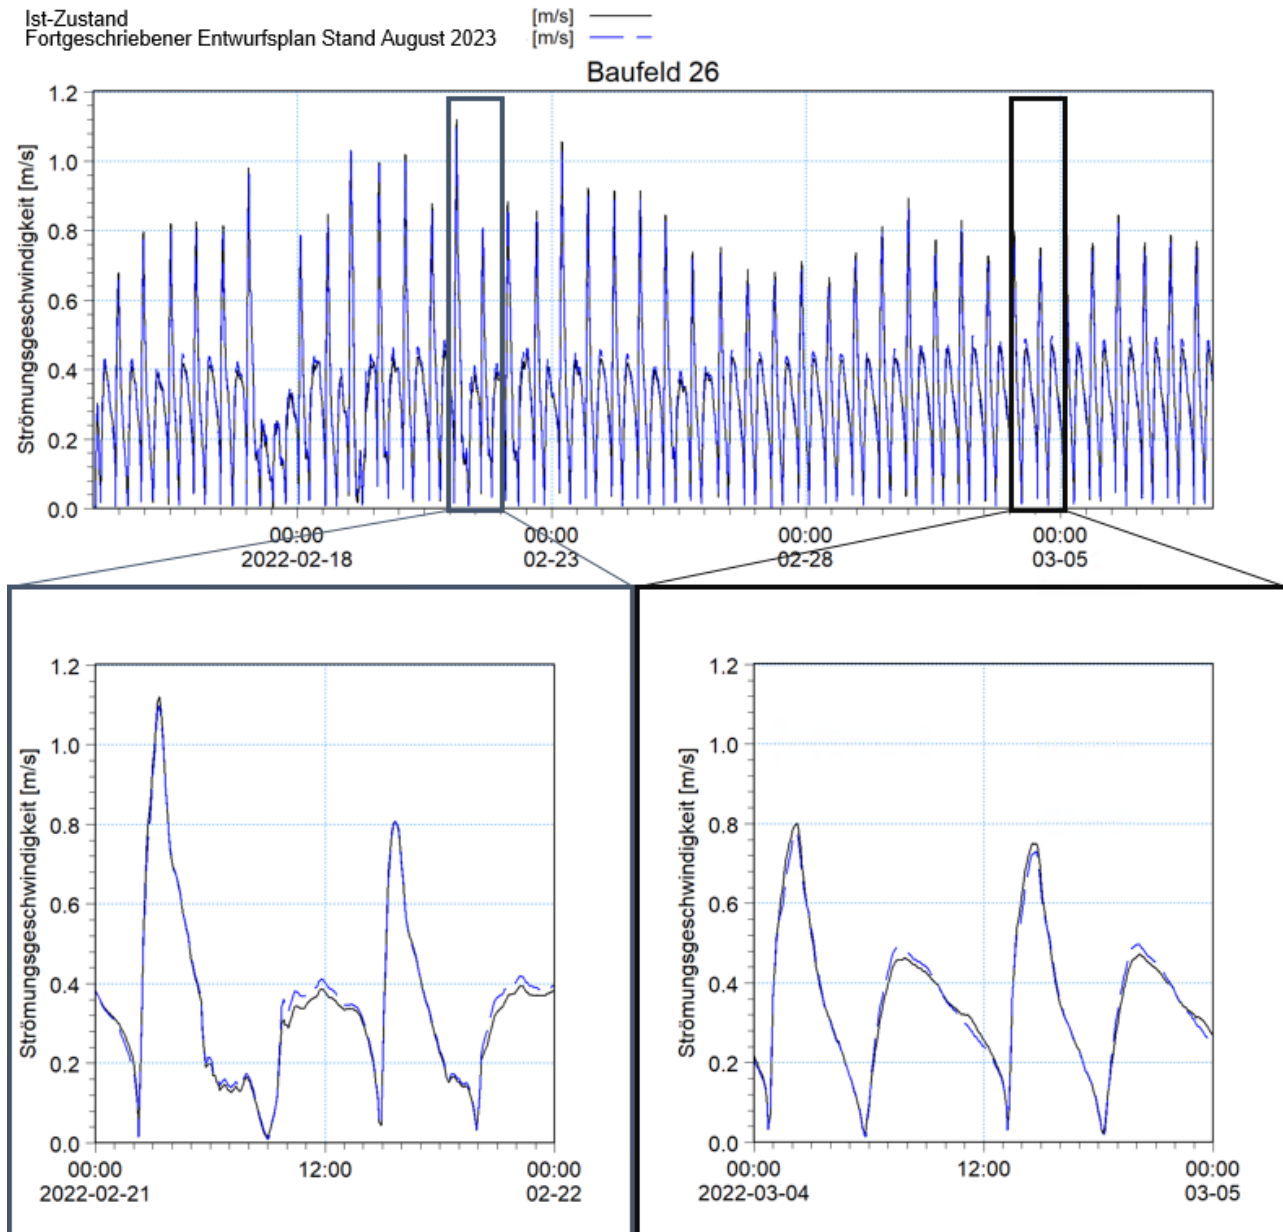 Ist-Zustand [m/s]
Fortgeschriebener Entwurfsplan Stand August 2023 [m/s]
Baufeld 26
Strömungsgeschwindigkeit [m/s]
1.2
1.0
0.8
0.6
0.4
0.2
0.0
00:00 00:00 00:00 00:00
2022-02-18 02-23 02-28 03-05
Strömungsgeschwindigkeit [m/s]
1.2
1.0
0.8
0.6
0.4
0.2
0.0
00:00 12:00 00:00
2022-02-21 02-22
Strömungsgeschwindigkeit [m/s]
1.2
1.0
0.8
0.6
0.4
0.2
0.0
00:00 12:00 00:00
2022-03-04 03-05